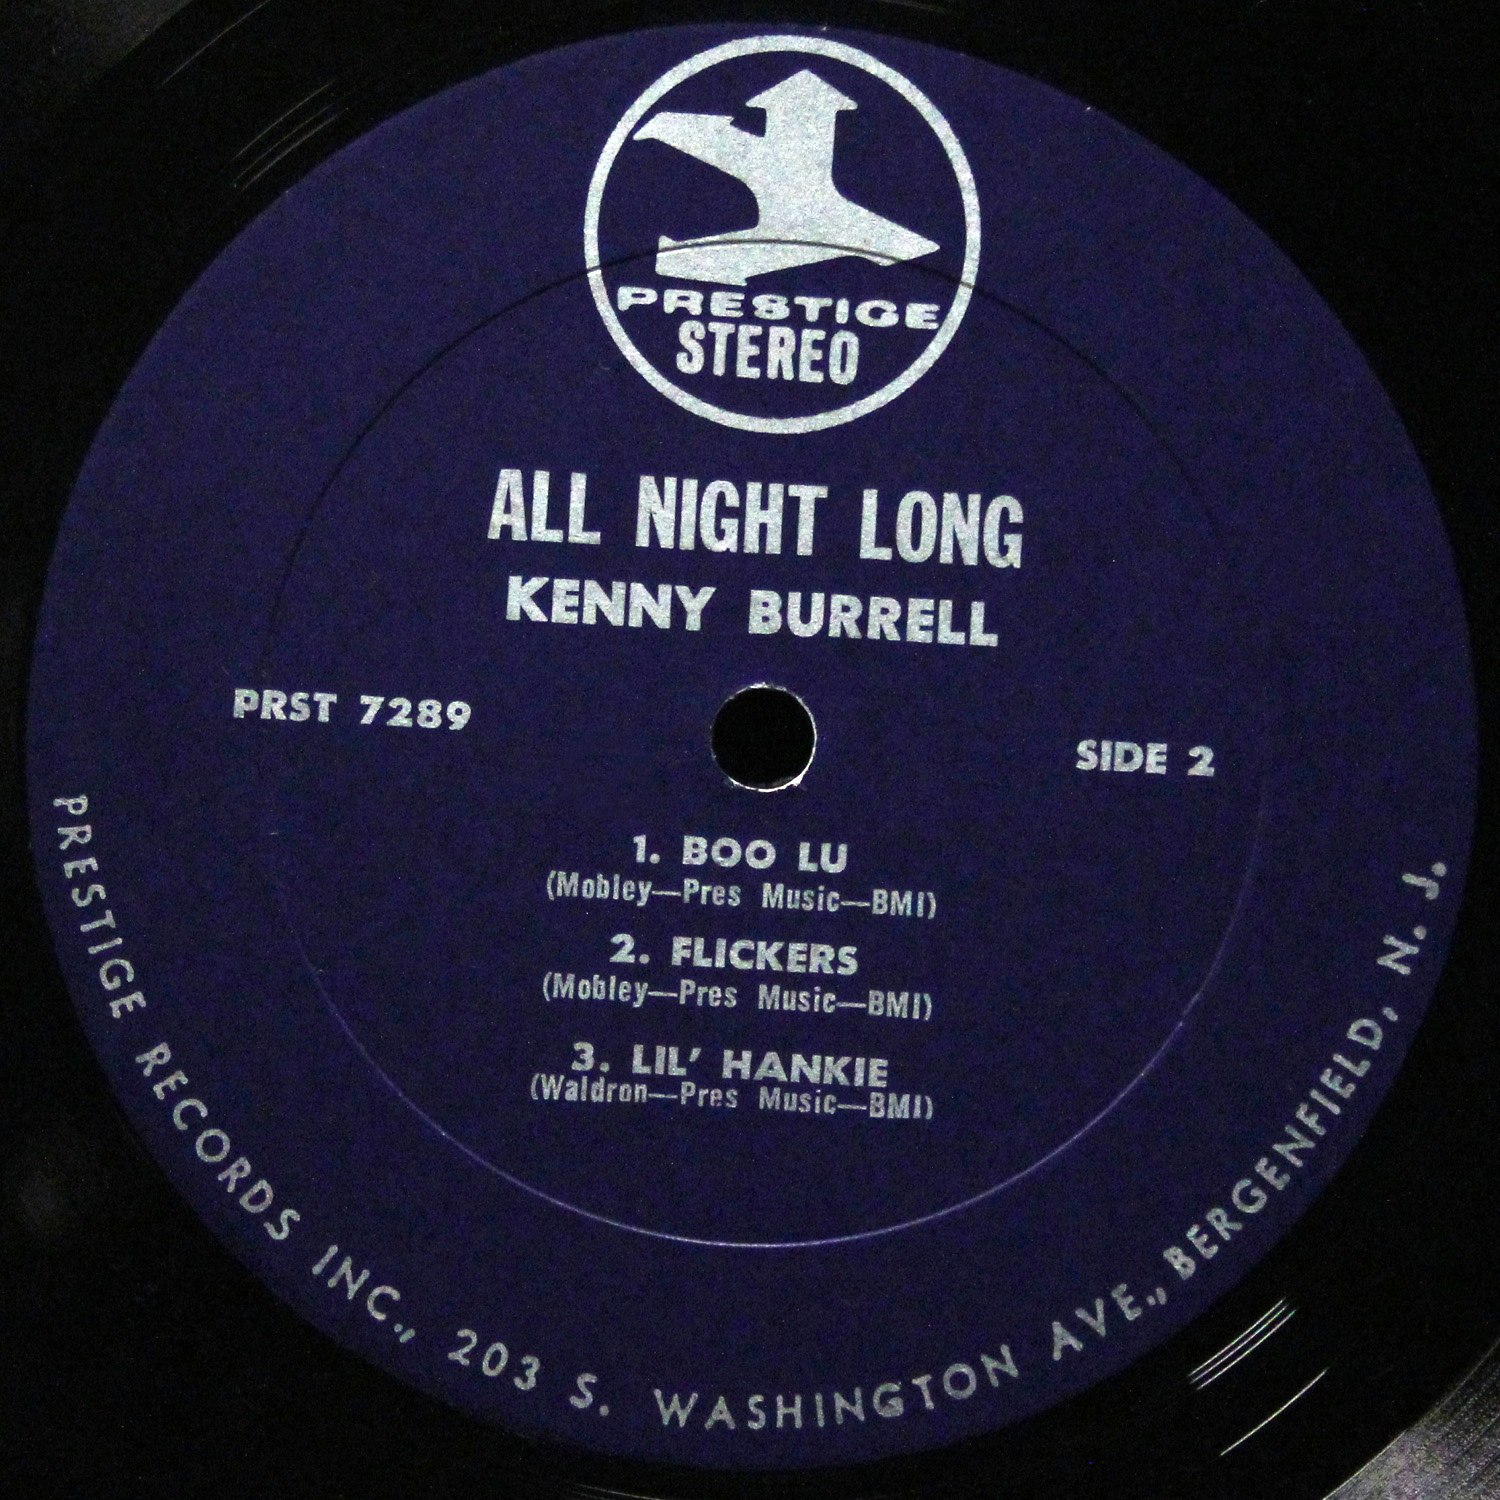 PRESTIGE
STEREO
ALL NIGHT LONG
KENNY BURRELL
PRST 7289
SIDE 2
1. BOO LU
(Mobley—Pres Music—BMI)
2. FLICKERS
(Mobley—Pres Music—BMI)
3. LIL' HANKIE
(Waldron—Pres Music—BMI)
PRESTIGE RECORDS INC., 203 S. WASHINGTON AVE., BERGENFIELD, N. J.